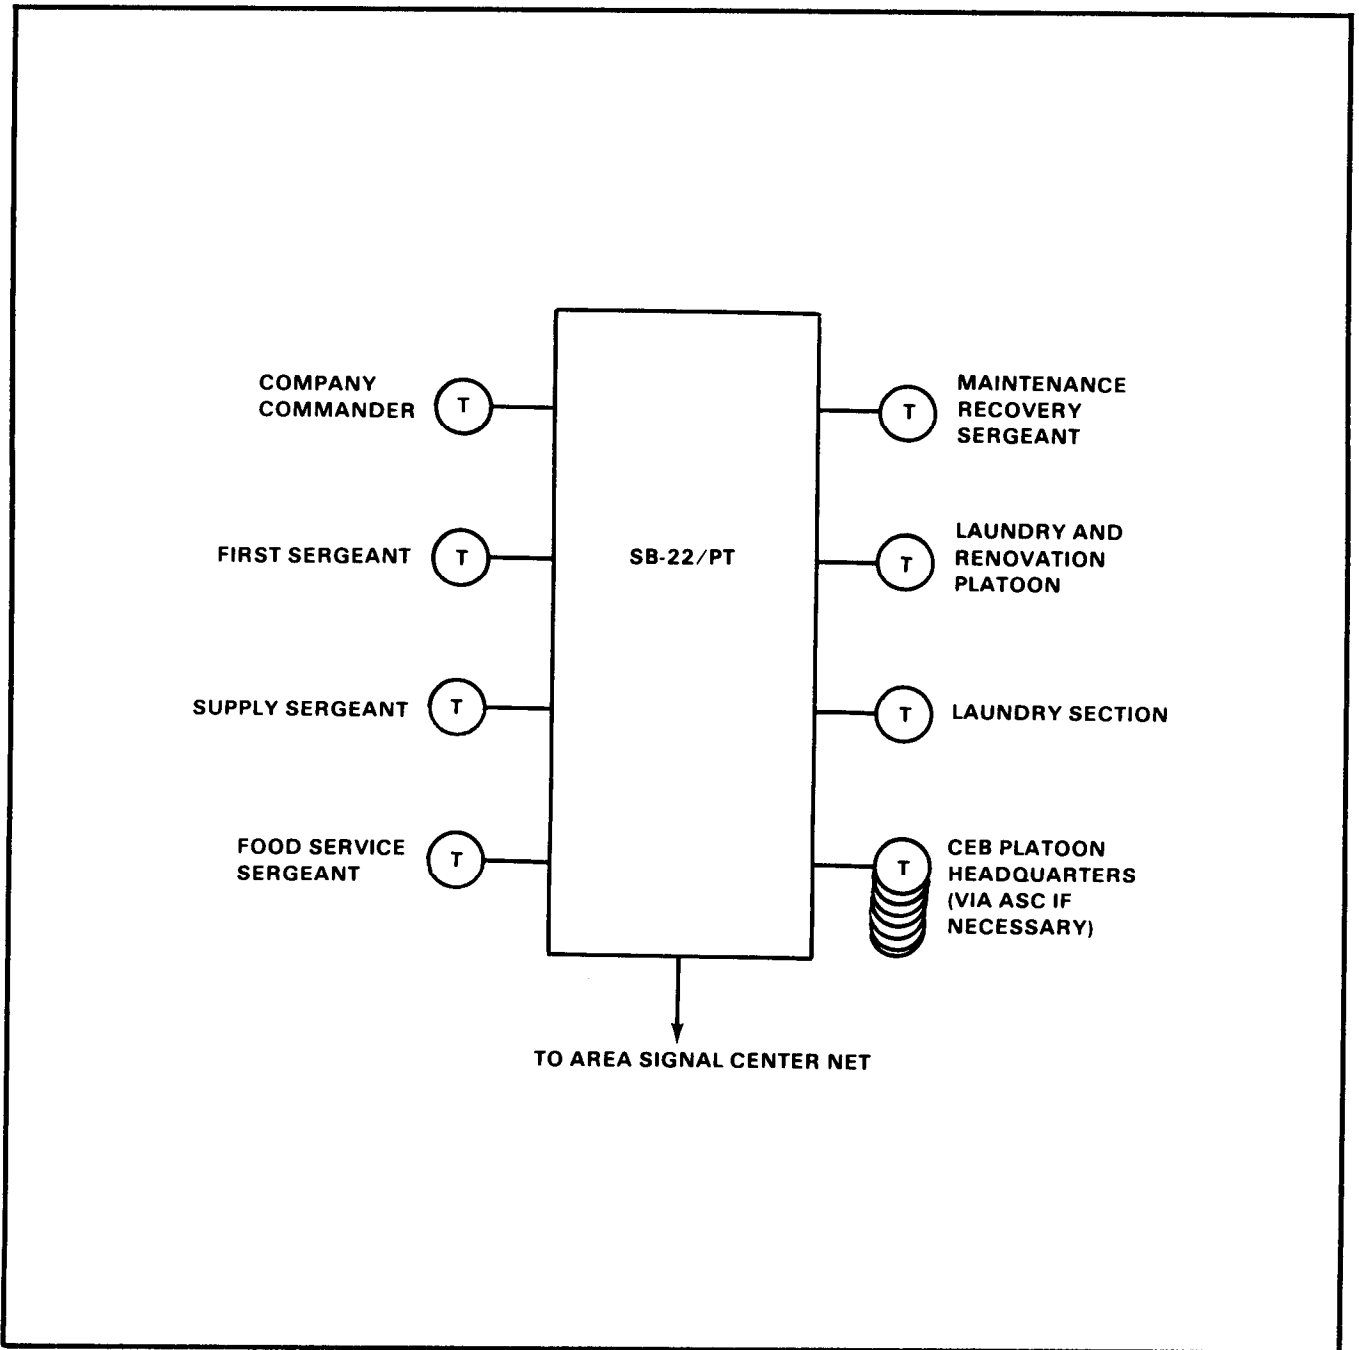 COMPANY
COMMANDER
T
FIRST SERGEANT
T
SUPPLY SERGEANT
T
FOOD SERVICE
SERGEANT
T
SB-22/PT
T
MAINTENANCE
RECOVERY
SERGEANT
T
LAUNDRY AND
RENOVATION
PLATOON
T
LAUNDRY SECTION
T
CEB PLATOON
HEADQUARTERS
(VIA ASC IF
NECESSARY)
TO AREA SIGNAL CENTER NET